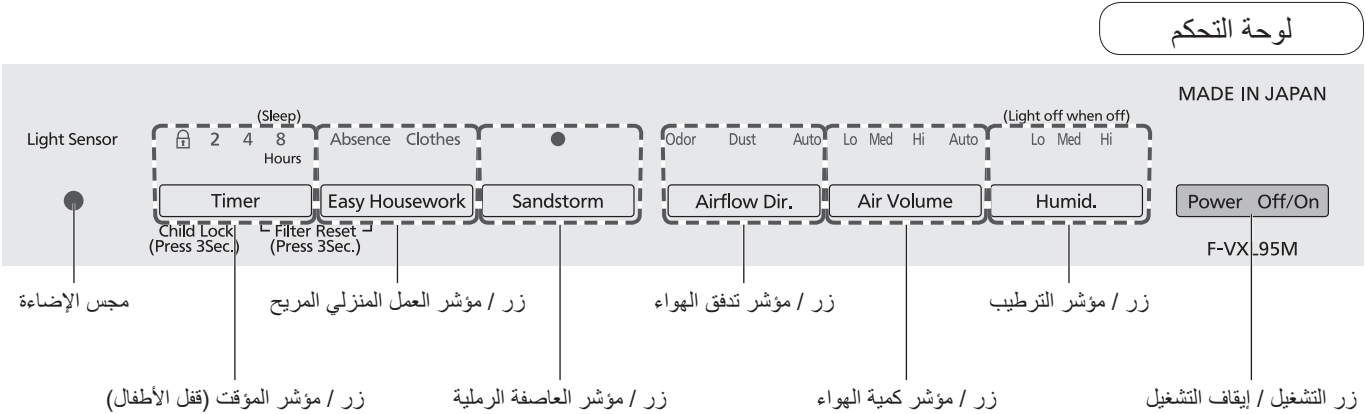 لوحة التحكم
MADE IN JAPAN
Light Sensor
(Sleep)
2 4 8
Hours
Absence Clothes
Odor Dust Auto
Lo Med Hi Auto
(Light off when off)
Lo Med Hi
Timer
Easy Housework
Sandstorm
Airflow Dir.
Air Volume
Humid.
Power Off/On
Child Lock
(Press 3Sec.)
Filter Reset
(Press 3Sec.)
F-VXL95M
مجس الإضاءة
زر / مؤشر العمل المنزلي المريح
زر / مؤشر تدفق الهواء
زر / مؤشر الترطيب
زر / مؤشر المؤقت (قفل الأطفال)
زر / مؤشر العاصفة الرملية
زر / مؤشر كمية الهواء
زر التشغيل / إيقاف التشغيل